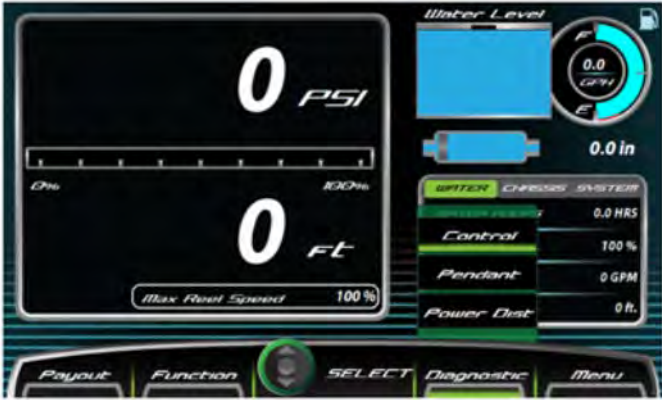 Water Level
0 PSI
F
0.0
GPH
E
0.0 in
0% 100%
WATER CHASSIS SYSTEM
0.0 HRS
Control
100 %
Pendant
0 GPM
Power Dist
0 ft.
0 Ft
Max Reel Speed 100 %
Payout Function SELECT Diagnostic Menu